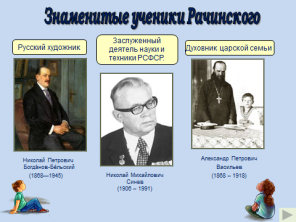 Знаменитые ученики Рачинского
Русский художник
Заслуженный
деятель науки и
техники РСФСР.
Духовник царской семьи
Николай Петрович
Богданов-Бельский
(1868—1945)
Николай Михайлович
Синев
(1906 – 1991)
Александр Петрович
Васильев
(1868 – 1918)